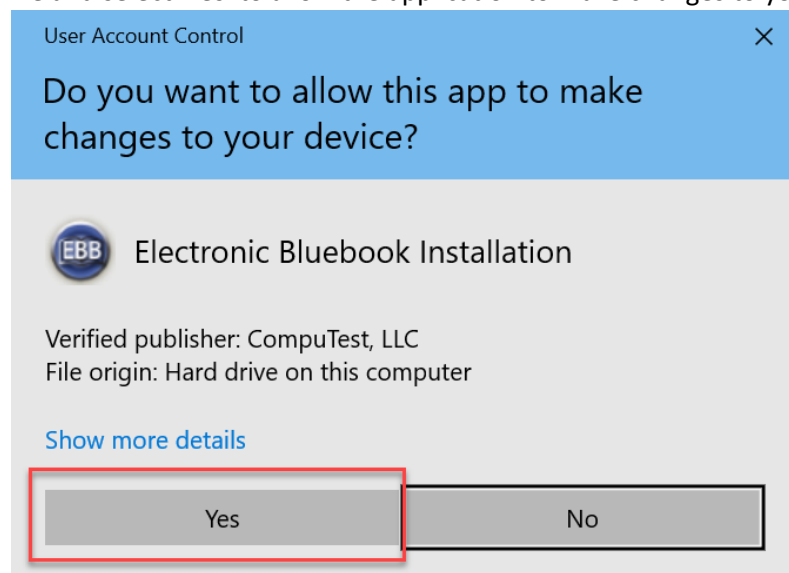 User Account Control
Do you want to allow this app to make
changes to your device?
EBB
Electronic Bluebook Installation
Verified publisher: CompuTest, LLC
File origin: Hard drive on this computer
Show more details
Yes
No